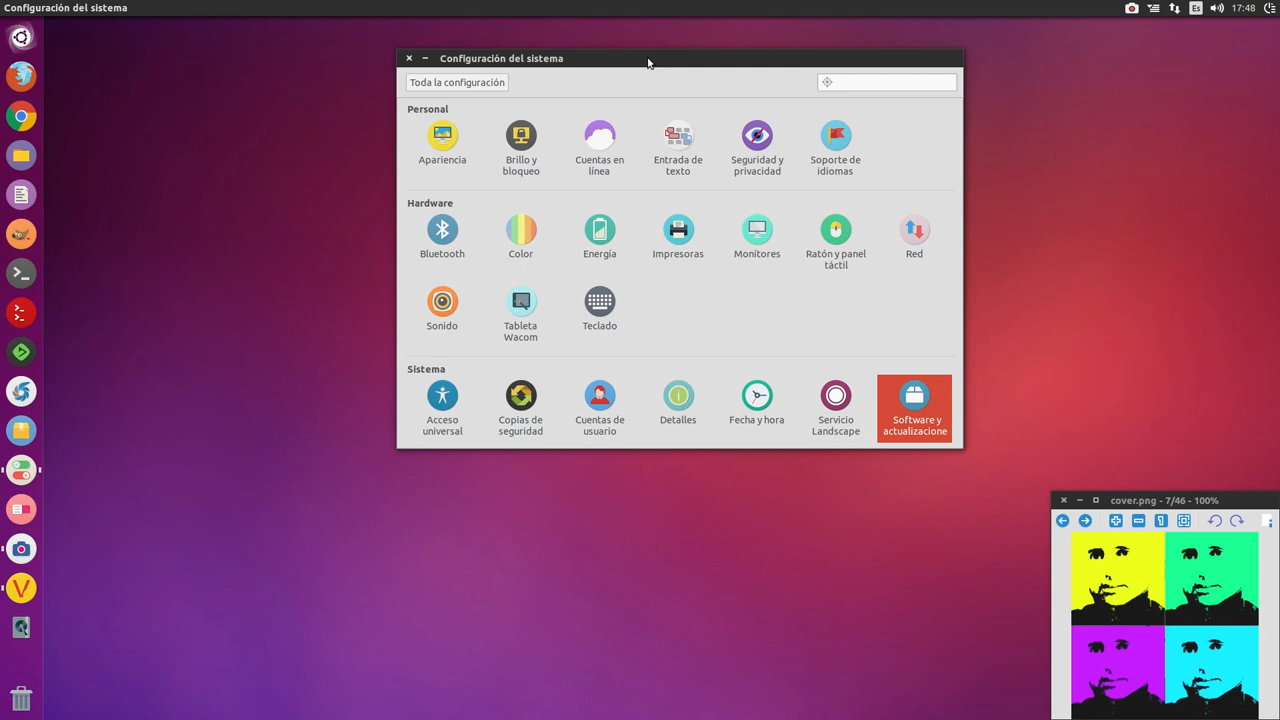 Configuración del sistema
Es
17:48
Configuración del sistema
Toda la configuración
Personal
Apariencia
Brillo y
bloqueo
Cuentas en
línea
Entrada de
texto
Seguridad y
privacidad
Soporte de
idiomas
Hardware
Bluetooth
Color
Energía
Impresoras
Monitores
Ratón y panel
táctil
Red
Sonido
Tableta
Wacom
Teclado
Sistema
Acceso
universal
Copias de
seguridad
Cuentas de
usuario
Detalles
Fecha y hora
Servicio
Landscape
Software y
actualizacione
cover.png - 7/46 - 100%